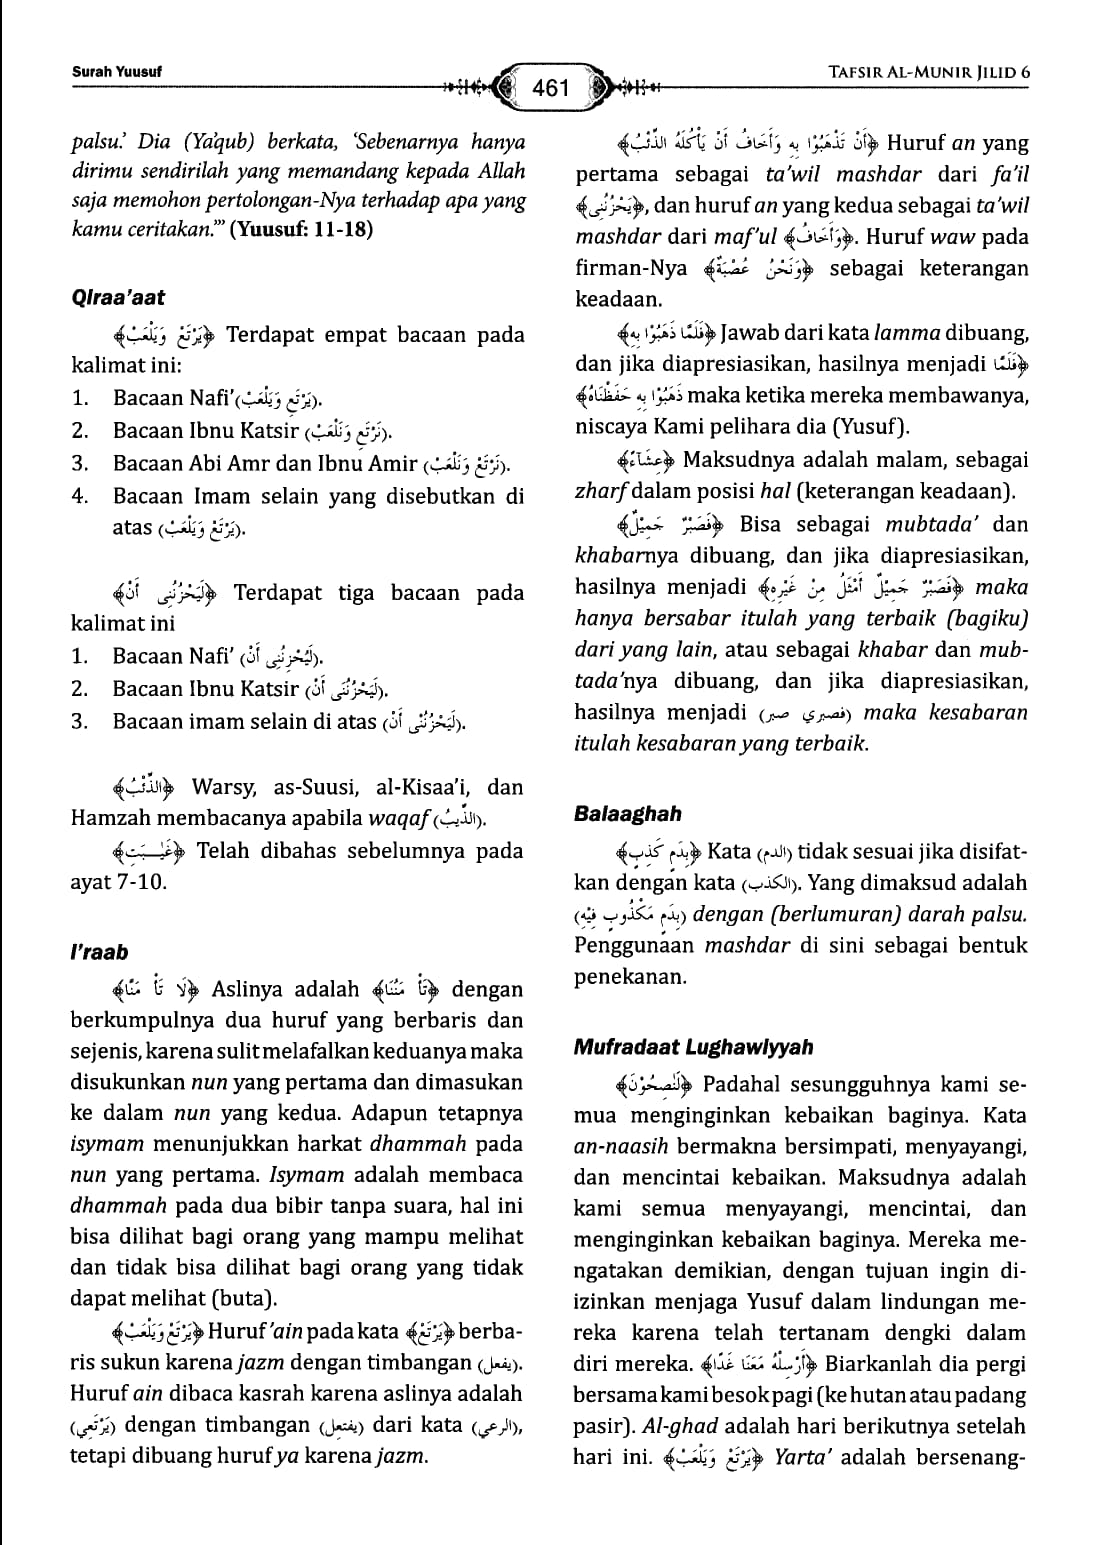 Surah Yuusuf
461
TAFSIR AL-MUNIR JILID 6
palsu.' Dia (Ya'qub) berkata, 'Sebenarnya hanya
dirimu sendirilah yang memandang kepada Allah
saja memohon pertolongan-Nya terhadap apa yang
kamu ceritakan.'" (Yuusuf: 11-18)
Qiraa'aat
﴿يَرْتَعْ وَيَلْعَبْ﴾ Terdapat empat bacaan pada
kalimat ini:
1. Bacaan Nafi' (يَرْتَعِ وَيَلْعَبْ).
2. Bacaan Ibnu Katsir (نَرْتَعِ وَنَلْعَبْ).
3. Bacaan Abi Amr dan Ibnu Amir (نَرْتَعْ وَنَلْعَبْ).
4. Bacaan Imam selain yang disebutkan di
atas (يَرْتَعْ وَيَلْعَبْ).
﴿لَيَحْزُنُنِى أَنْ﴾ Terdapat tiga bacaan pada
kalimat ini
1. Bacaan Nafi' (لَيُحْزِنُنِى أَنْ).
2. Bacaan Ibnu Katsir (لَيَحْزُنُنَى أَنْ).
3. Bacaan imam selain di atas (لَيَحْزُنُنْى أَنْ).
﴿الذِّئْبُ﴾ Warsy, as-Suusi, al-Kisaa'i, dan
Hamzah membacanya apabila waqaf (الذِّيبُ).
﴿غَيٰـبَتِ﴾ Telah dibahas sebelumnya pada
ayat 7-10.
I'raab
﴿لَا تَأْ مَنَّا﴾ Aslinya adalah ﴿تَأْ مَنُنَا﴾ dengan
berkumpulnya dua huruf yang berbaris dan
sejenis, karena sulit melafalkan keduanya maka
disukunkan nun yang pertama dan dimasukan
ke dalam nun yang kedua. Adapun tetapnya
isymam menunjukkan harkat dhammah pada
nun yang pertama. Isymam adalah membaca
dhammah pada dua bibir tanpa suara, hal ini
bisa dilihat bagi orang yang mampu melihat
dan tidak bisa dilihat bagi orang yang tidak
dapat melihat (buta).
﴿يَرْتَعْ وَيَلْعَبْ﴾ Huruf 'ain pada kata ﴿يَرْتَعْ﴾ berba-
ris sukun karena jazm dengan timbangan (يفعل).
Huruf ain dibaca kasrah karena aslinya adalah
(يَرْتَعِي) dengan timbangan (يفتعل) dari kata (الرعي),
tetapi dibuang huruf ya karena jazm.
﴿أَنْ تَذْهَبُوْا بِهِ وَأَخَافُ أَنْ يَأْكُلَهُ الذِّئْبُ﴾ Huruf an yang
pertama sebagai ta'wil mashdar dari fa'il
﴿يَحْزُنُنِى﴾, dan huruf an yang kedua sebagai ta'wil
mashdar dari maf'ul ﴿وَأَخَافُ﴾. Huruf waw pada
firman-Nya ﴿وَنَحْنُ عُصْبَةٌ﴾ sebagai keterangan
keadaan.
﴿فَلَمَّا ذَهَبُوْا بِهِ﴾ Jawab dari kata lamma dibuang,
dan jika diapresiasikan, hasilnya menjadi ﴿فَلَمَّا
ذَهَبُوْا بِهِ حَفَظْنَاهُ﴾ maka ketika mereka membawanya,
niscaya Kami pelihara dia (Yusuf).
﴿عِشَآءً﴾ Maksudnya adalah malam, sebagai
zharf dalam posisi hal (keterangan keadaan).
﴿فَصَبْرٌ جَمِيْلٌ﴾ Bisa sebagai mubtada' dan
khabarnya dibuang, dan jika diapresiasikan,
hasilnya menjadi ﴿فَصَبْرٌ جَمِيْلٌ أَمْثَلُ مِنْ غَيْرِهِ﴾ maka
hanya bersabar itulah yang terbaik (bagiku)
dari yang lain, atau sebagai khabar dan mub-
tada'nya dibuang, dan jika diapresiasikan,
hasilnya menjadi (فصبري صبر) maka kesabaran
itulah kesabaran yang terbaik.
Balaaghah
﴿بِدَمٍ كَذِبٍ﴾ Kata (الدم) tidak sesuai jika disifat-
kan dengan kata (الكذب). Yang dimaksud adalah
(بِدَمٍ مَكْذُوبٍ فِيْهِ) dengan (berlumuran) darah palsu.
Penggunaan mashdar di sini sebagai bentuk
penekanan.
Mufradaat Lughawiyyah
﴿لَنٰصِحُوْنَ﴾ Padahal sesungguhnya kami se-
mua menginginkan kebaikan baginya. Kata
an-naasih bermakna bersimpati, menyayangi,
dan mencintai kebaikan. Maksudnya adalah
kami semua menyayangi, mencintai, dan
menginginkan kebaikan baginya. Mereka me-
ngatakan demikian, dengan tujuan ingin di-
izinkan menjaga Yusuf dalam lindungan me-
reka karena telah tertanam dengki dalam
diri mereka. ﴿أَرْسِلْهُ مَعَنَا غَدًا﴾ Biarkanlah dia pergi
bersama kami besok pagi (ke hutan atau padang
pasir). Al-ghad adalah hari berikutnya setelah
hari ini. ﴿يَرْتَعْ وَيَلْعَبْ﴾ Yarta' adalah bersenang-